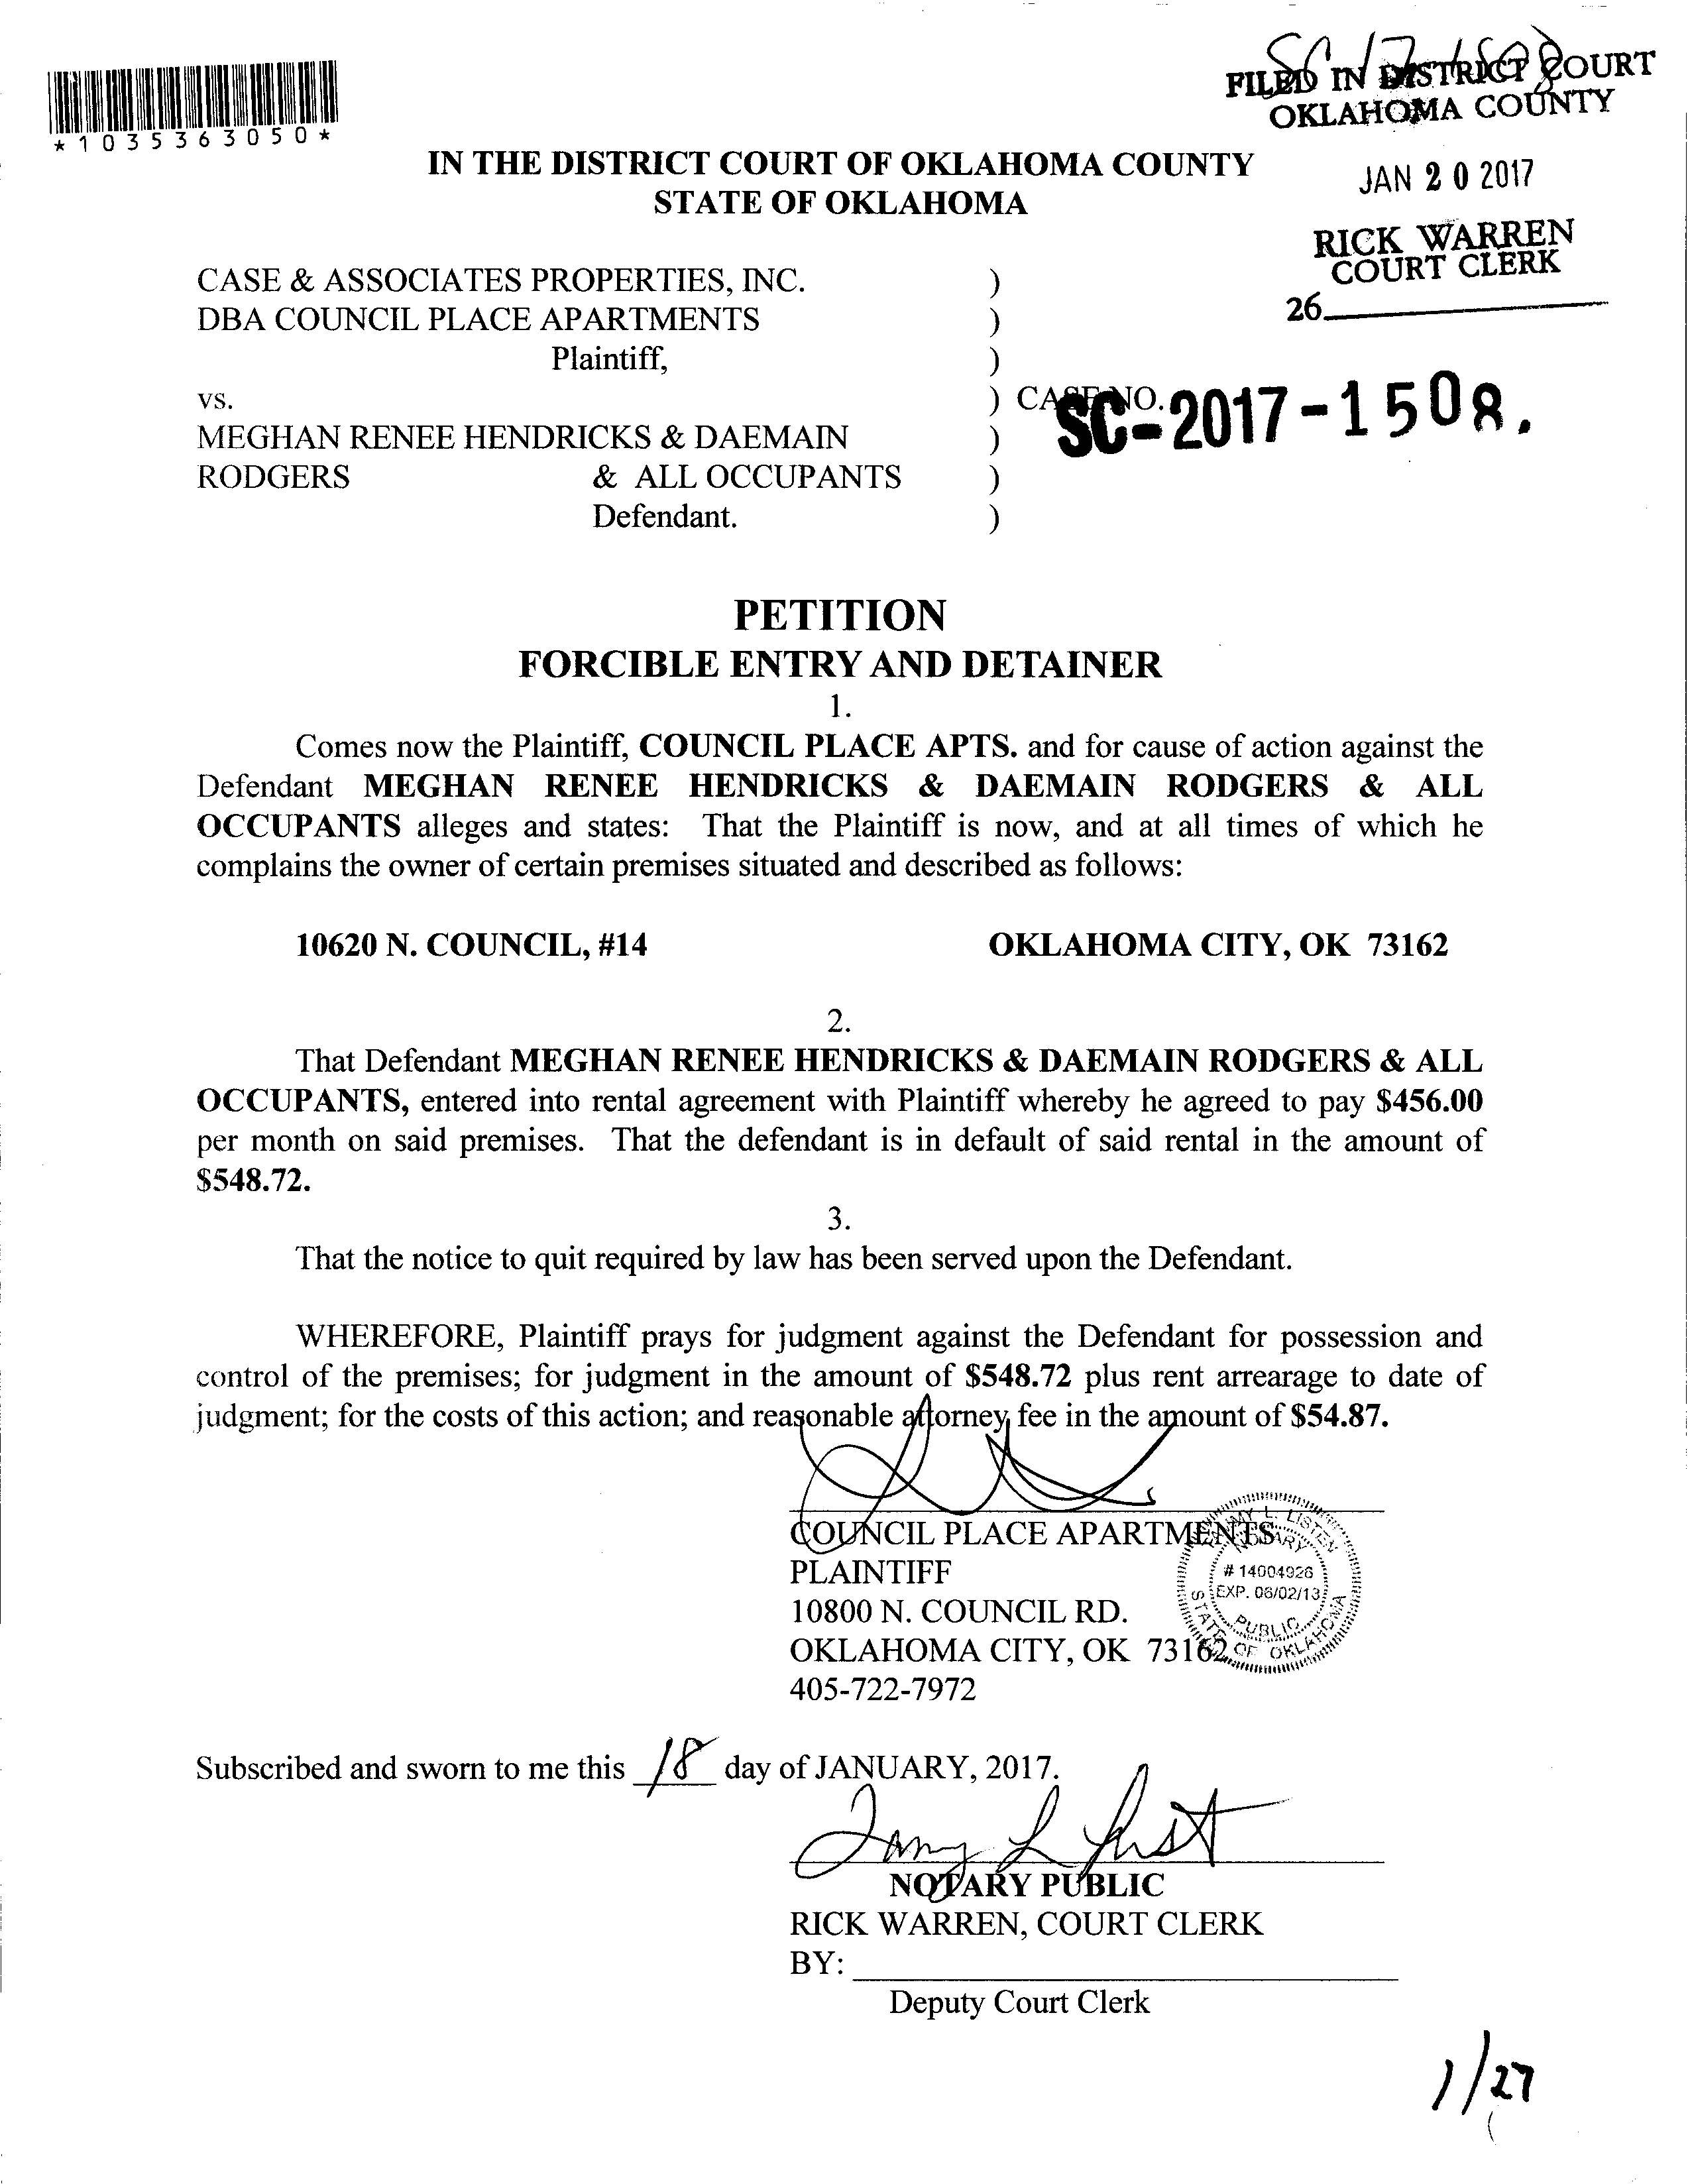 SC 17-1508
FILED IN DISTRICT COURT
OKLAHOMA COUNTY
*1035363050*
IN THE DISTRICT COURT OF OKLAHOMA COUNTY
STATE OF OKLAHOMA
JAN 20 2017
RICK WARREN
COURT CLERK
26
CASE & ASSOCIATES PROPERTIES, INC. )
DBA COUNCIL PLACE APARTMENTS )
Plaintiff, )
vs. ) CASE NO. SC-2017-1508.
MEGHAN RENEE HENDRICKS & DAEMAIN )
RODGERS & ALL OCCUPANTS )
Defendant. )
PETITION
FORCIBLE ENTRY AND DETAINER
1.
Comes now the Plaintiff, COUNCIL PLACE APTS. and for cause of action against the
Defendant MEGHAN RENEE HENDRICKS & DAEMAIN RODGERS & ALL
OCCUPANTS alleges and states: That the Plaintiff is now, and at all times of which he
complains the owner of certain premises situated and described as follows:
10620 N. COUNCIL, #14 OKLAHOMA CITY, OK 73162
2.
That Defendant MEGHAN RENEE HENDRICKS & DAEMAIN RODGERS & ALL
OCCUPANTS, entered into rental agreement with Plaintiff whereby he agreed to pay $456.00
per month on said premises. That the defendant is in default of said rental in the amount of
$548.72.
3.
That the notice to quit required by law has been served upon the Defendant.
WHEREFORE, Plaintiff prays for judgment against the Defendant for possession and
control of the premises; for judgment in the amount of $548.72 plus rent arrearage to date of
judgment; for the costs of this action; and reasonable attorney fee in the amount of $54.87.
COUNCIL PLACE APARTMENTS
PLAINTIFF
10800 N. COUNCIL RD.
OKLAHOMA CITY, OK 73162
405-722-7972
NOTARY
# 14004926
PUBLIC
STATE OF OKLAHOMA
Subscribed and sworn to me this 18 day of JANUARY, 2017.
NOTARY PUBLIC
RICK WARREN, COURT CLERK
BY:
Deputy Court Clerk
1/27